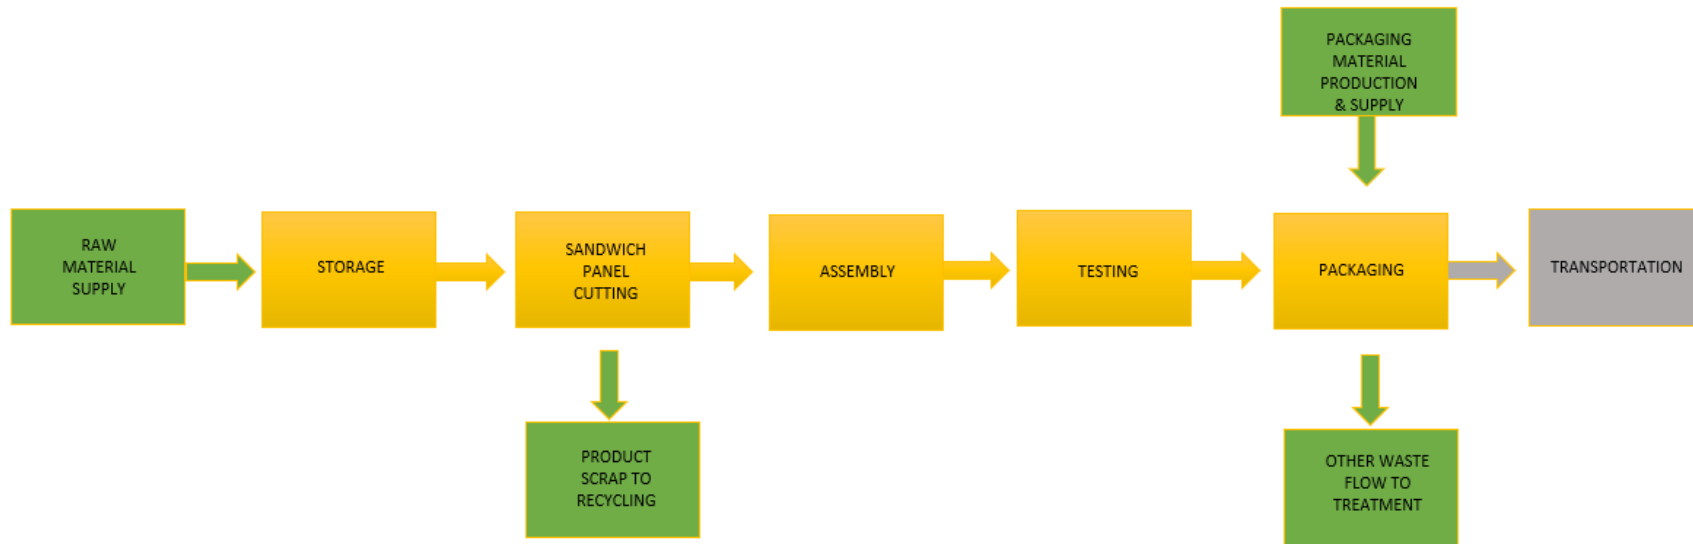 PACKAGING
MATERIAL
PRODUCTION
& SUPPLY
RAW
MATERIAL
SUPPLY
STORAGE
SANDWICH
PANEL
CUTTING
ASSEMBLY
TESTING
PACKAGING
TRANSPORTATION
PRODUCT
SCRAP TO
RECYCLING
OTHER WASTE
FLOW TO
TREATMENT